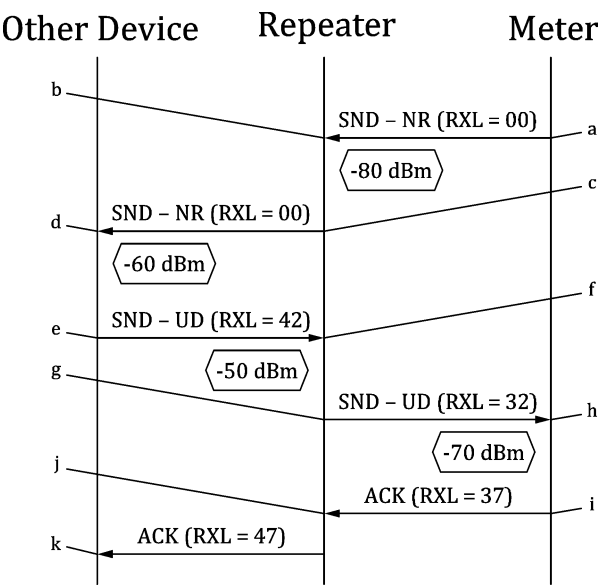 Other Device Repeater Meter
b
SND – NR (RXL = 00)
a
-80 dBm
c
d
SND – NR (RXL = 00)
-60 dBm
f
e
SND – UD (RXL = 42)
-50 dBm
g
SND – UD (RXL = 32)
h
-70 dBm
j
ACK (RXL = 37)
i
k
ACK (RXL = 47)